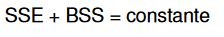 SSE + BSS = constante